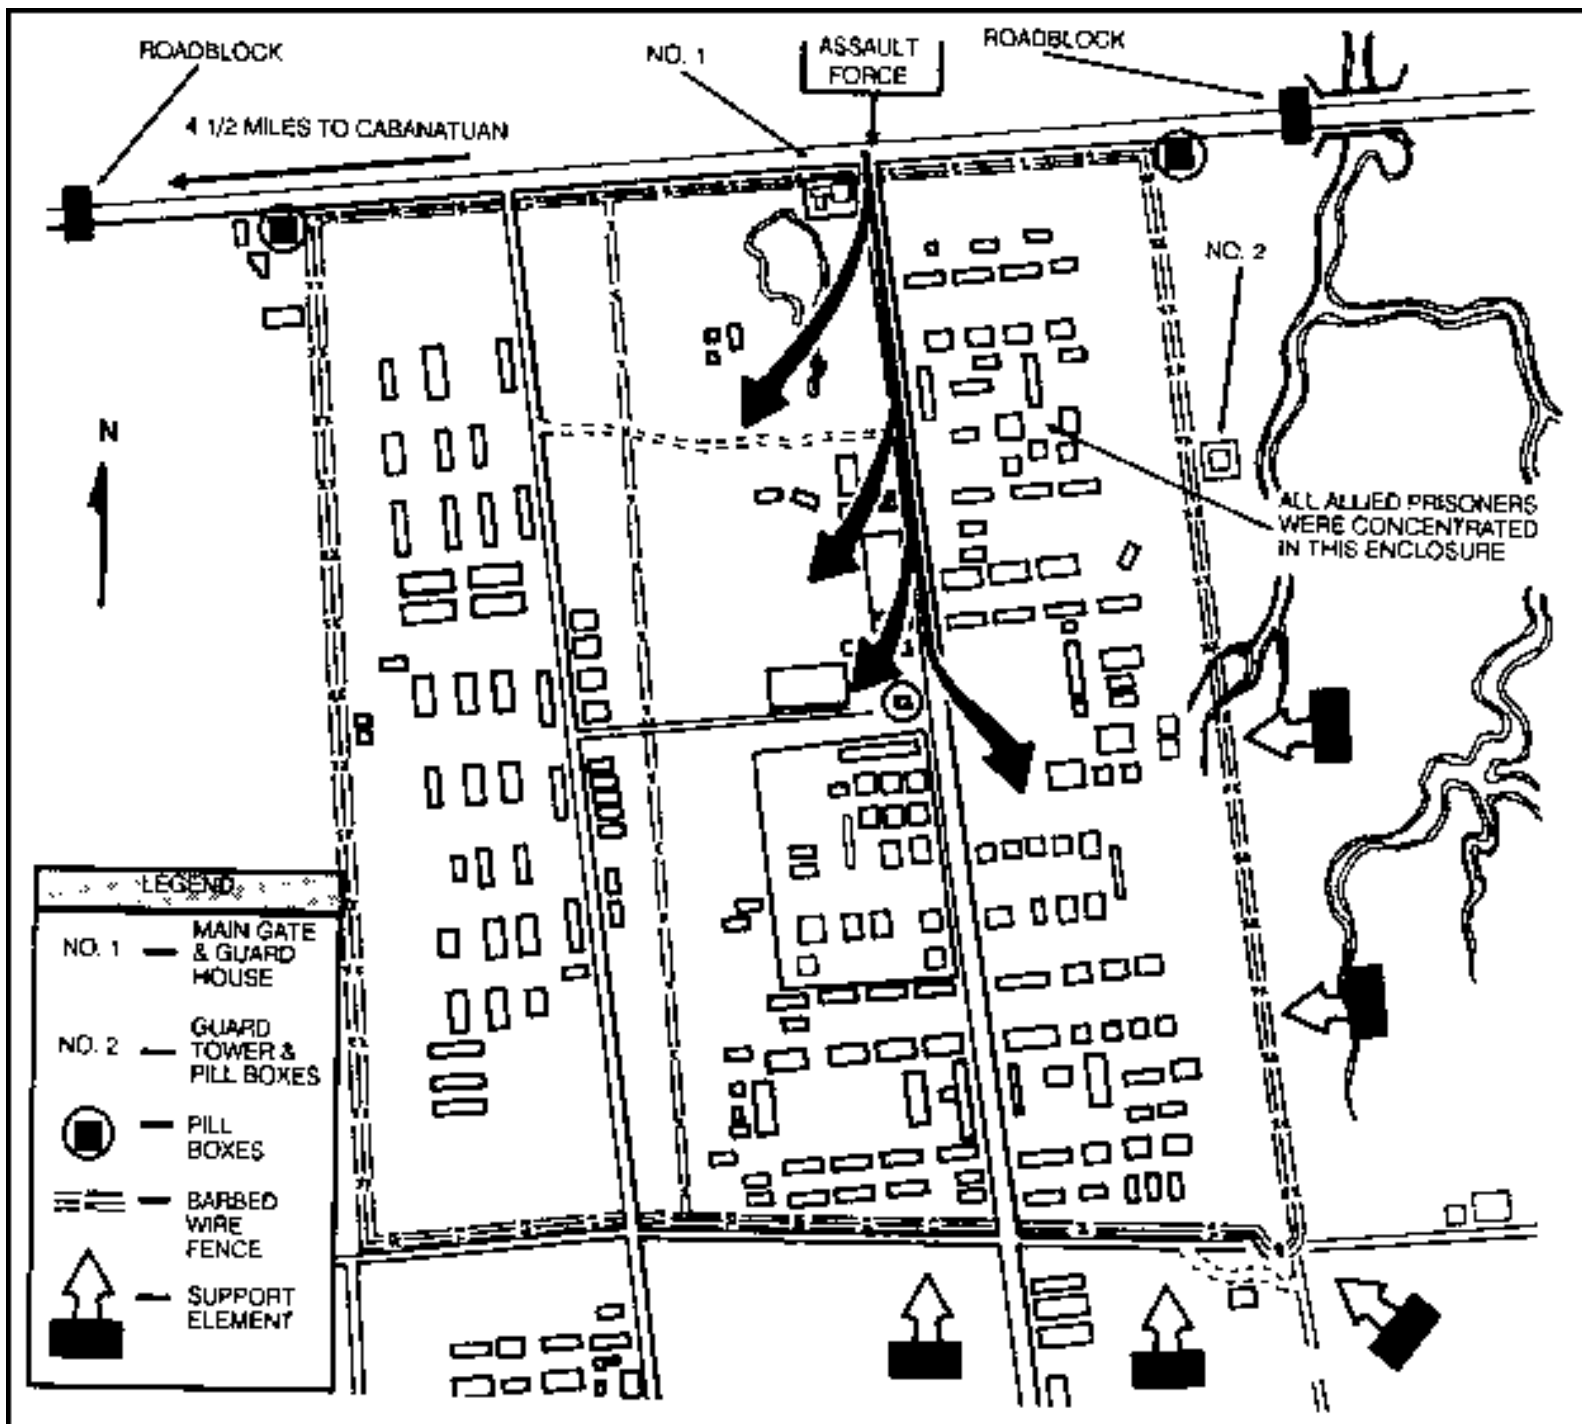 ROADBLOCK
NO. 1
ASSAULT
FORCE
ROADBLOCK
4 1/2 MILES TO CABANATUAN
NO. 2
N
ALL ALLIED PRISONERS
WERE CONCENTRATED
IN THIS ENCLOSURE
LEGEND
NO. 1 — MAIN GATE
& GUARD
HOUSE
NO. 2 — GUARD
TOWER &
PILL BOXES
— PILL
BOXES
— BARBED
WIRE
FENCE
— SUPPORT
ELEMENT